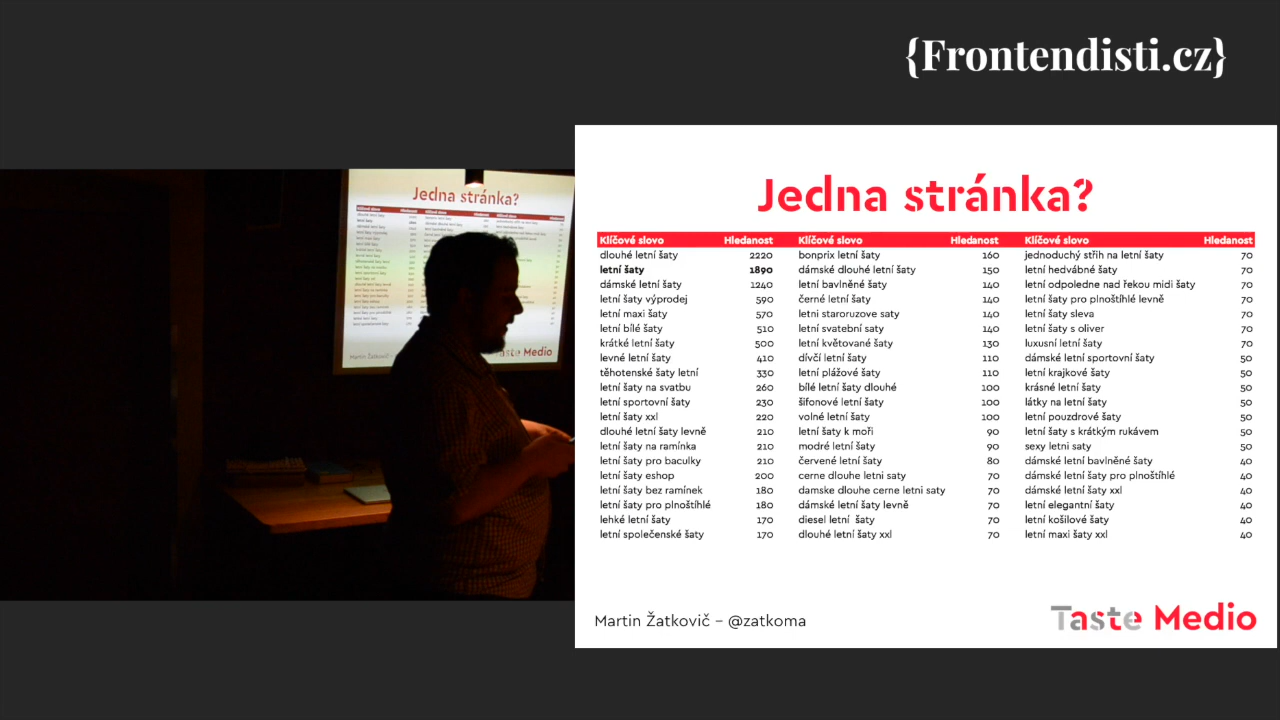 {Frontendisti.cz}
Jedna stránka?
Klíčové slovo Hledanost Klíčové slovo Hledanost Klíčové slovo Hledanost
dlouhé letní šaty 2220 bonprix letní šaty 160 jednoduchý střih na letní šaty 70
letní šaty 1890 dámské dlouhé letní šaty 150 letní hedvábné šaty 70
dámské letní šaty 1240 letní bavlněné šaty 140 letní odpoledne nad řekou midi šaty 70
letní šaty výprodej 590 černé letní šaty 140 letní šaty pro plnoštíhlé levně 70
letní maxi šaty 570 letni staroruzove saty 140 letní šaty sleva 70
letní bílé šaty 510 letní svatební saty 140 letní šaty s oliver 70
krátké letní šaty 500 letní květované šaty 130 luxusní letní šaty 70
levné letní šaty 410 dívčí letní šaty 110 dámské letní sportovní šaty 50
těhotenské šaty letní 330 letní plážové šaty 110 letní krajkové šaty 50
letní šaty na svatbu 260 bílé letní šaty dlouhé 100 krásné letní šaty 50
letní sportovní šaty 230 šifonové letní šaty 100 látky na letní šaty 50
letní šaty xxl 220 volné letní šaty 100 letní pouzdrové šaty 50
dlouhé letní šaty levně 210 letní šaty k moři 90 letní šaty s krátkým rukávem 50
letní šaty na ramínka 210 modré letní šaty 90 sexy letni saty 50
letní šaty pro baculky 210 červené letní šaty 80 dámské letní bavlněné šaty 40
letní šaty eshop 200 cerne dlouhe letni saty 70 dámské letní šaty pro plnoštíhlé 40
letní šaty bez ramínek 180 damske dlouhe cerne letni saty 70 dámské letní šaty xxl 40
letní šaty pro plnoštíhlé 180 dámské letní šaty levně 70 letní elegantní šaty 40
lehké letní šaty 170 diesel letní šaty 70 letní košilové šaty 40
letní společenské šaty 170 dlouhé letní šaty xxl 70 letní maxi šaty xxl 40
Martin Žatkovič – @zatkoma
Taste Medio
Jedna stránka?
Martin Žatkovič –
Taste Medio